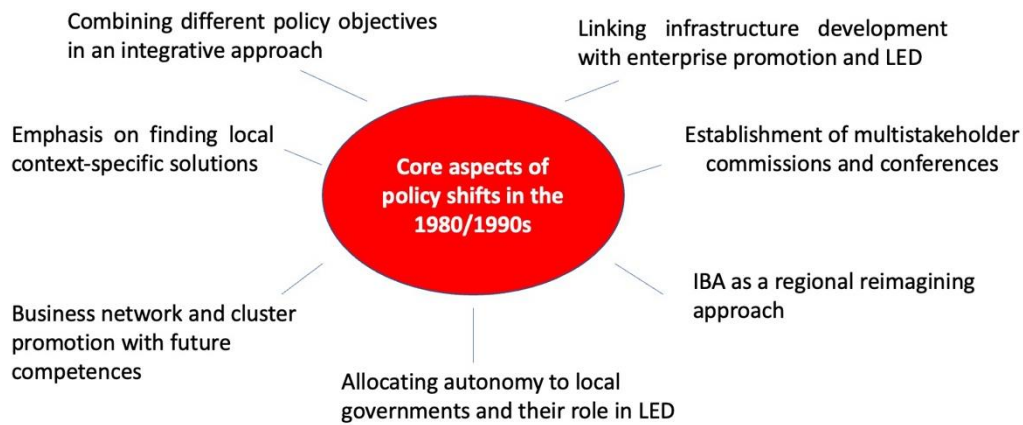 Combining different policy objectives
in an integrative approach
Linking infrastructure development
with enterprise promotion and LED
Emphasis on finding local
context-specific solutions
Establishment of multistakeholder
commissions and conferences
Core aspects of
policy shifts in the
1980/1990s
IBA as a regional reimagining
approach
Business network and cluster
promotion with future
competences
Allocating autonomy to local
governments and their role in LED